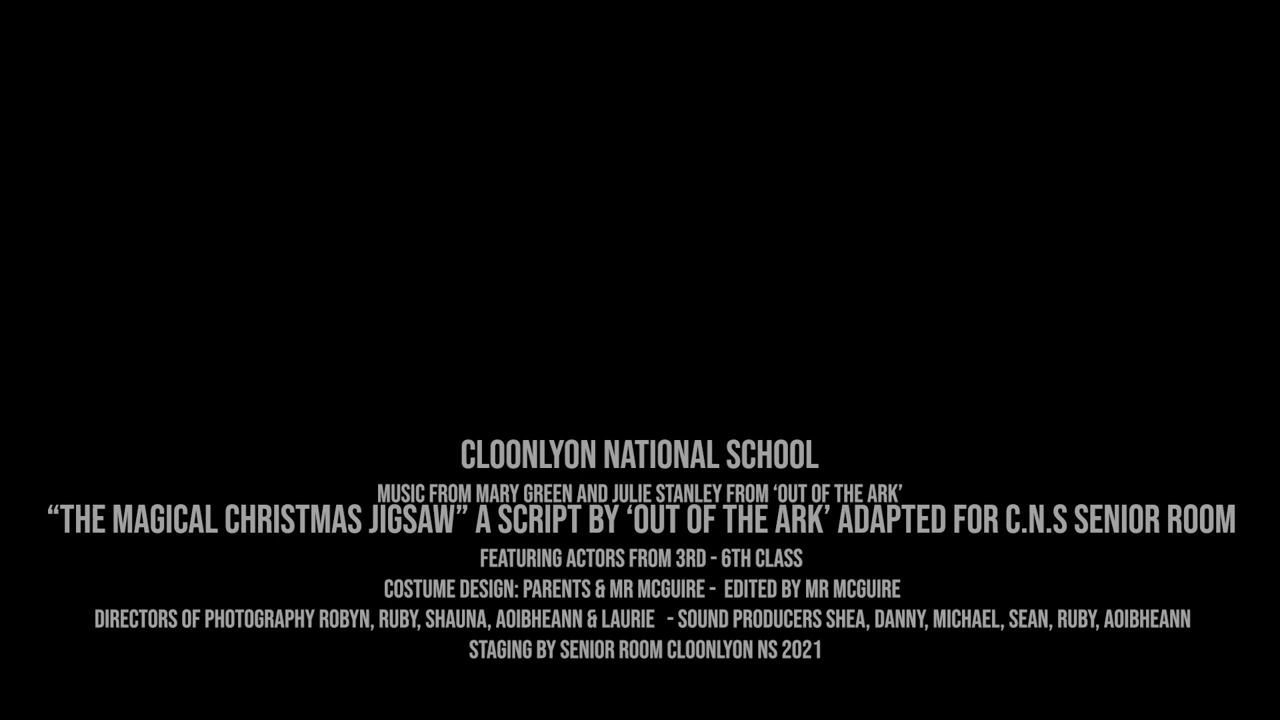 CLOONLYON NATIONAL SCHOOL
MUSIC FROM MARY GREEN AND JULIE STANLEY FROM ‘OUT OF THE ARK’
“THE MAGICAL CHRISTMAS JIGSAW” A SCRIPT BY ‘OUT OF THE ARK’ ADAPTED FOR C.N.S SENIOR ROOM
FEATURING ACTORS FROM 3RD - 6TH CLASS
COSTUME DESIGN: PARENTS & MR MCGUIRE - EDITED BY MR MCGUIRE
DIRECTORS OF PHOTOGRAPHY ROBYN, RUBY, SHAUNA, AOIBHEANN & LAURIE - SOUND PRODUCERS SHEA, DANNY, MICHAEL, SEAN, RUBY, AOIBHEANN
STAGING BY SENIOR ROOM CLOONLYON NS 2021